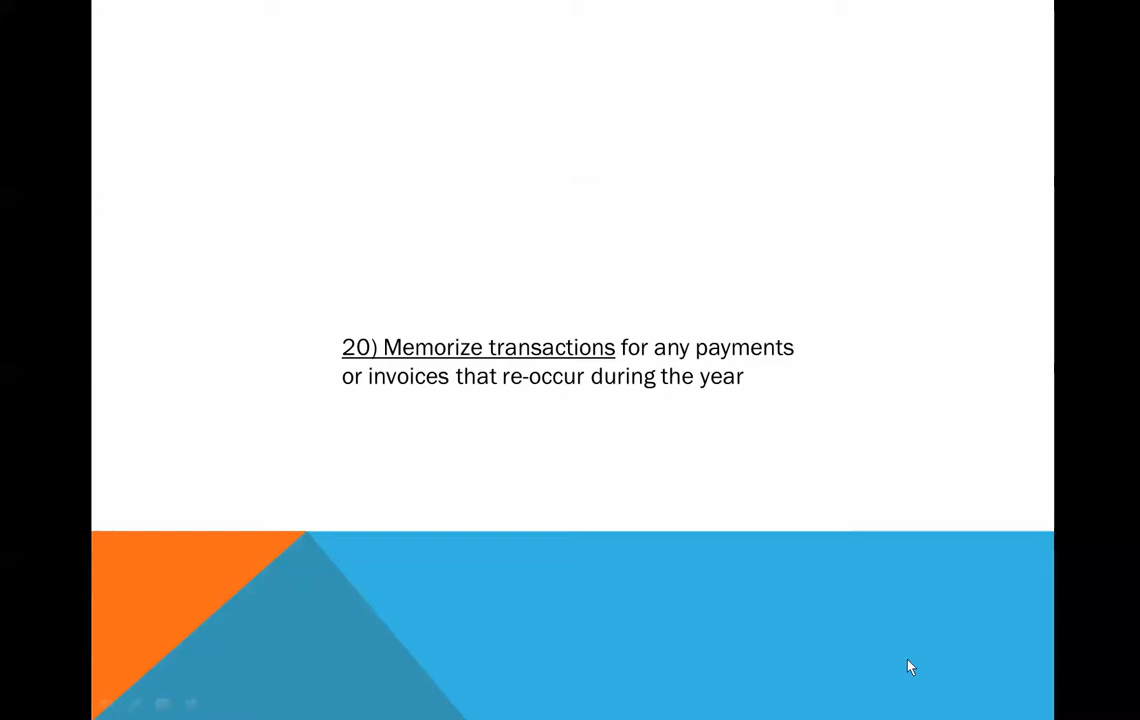 20) Memorize transactions for any payments
or invoices that re-occur during the year